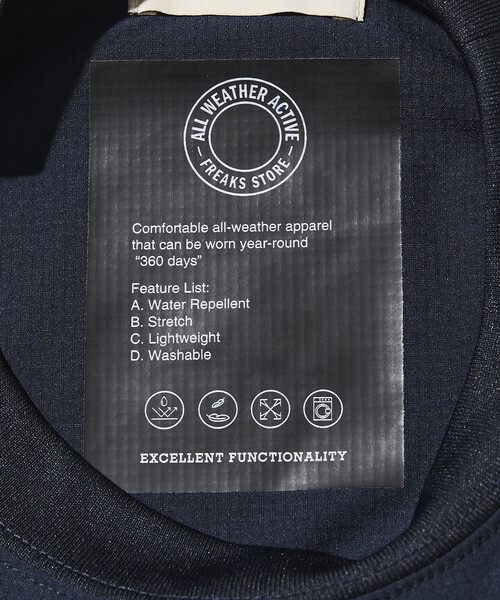 ALL WEATHER ACTIVE
— FREAKS STORE —
Comfortable all-weather apparel
that can be worn year-round
“360 days”
Feature List:
A. Water Repellent
B. Stretch
C. Lightweight
D. Washable
EXCELLENT FUNCTIONALITY